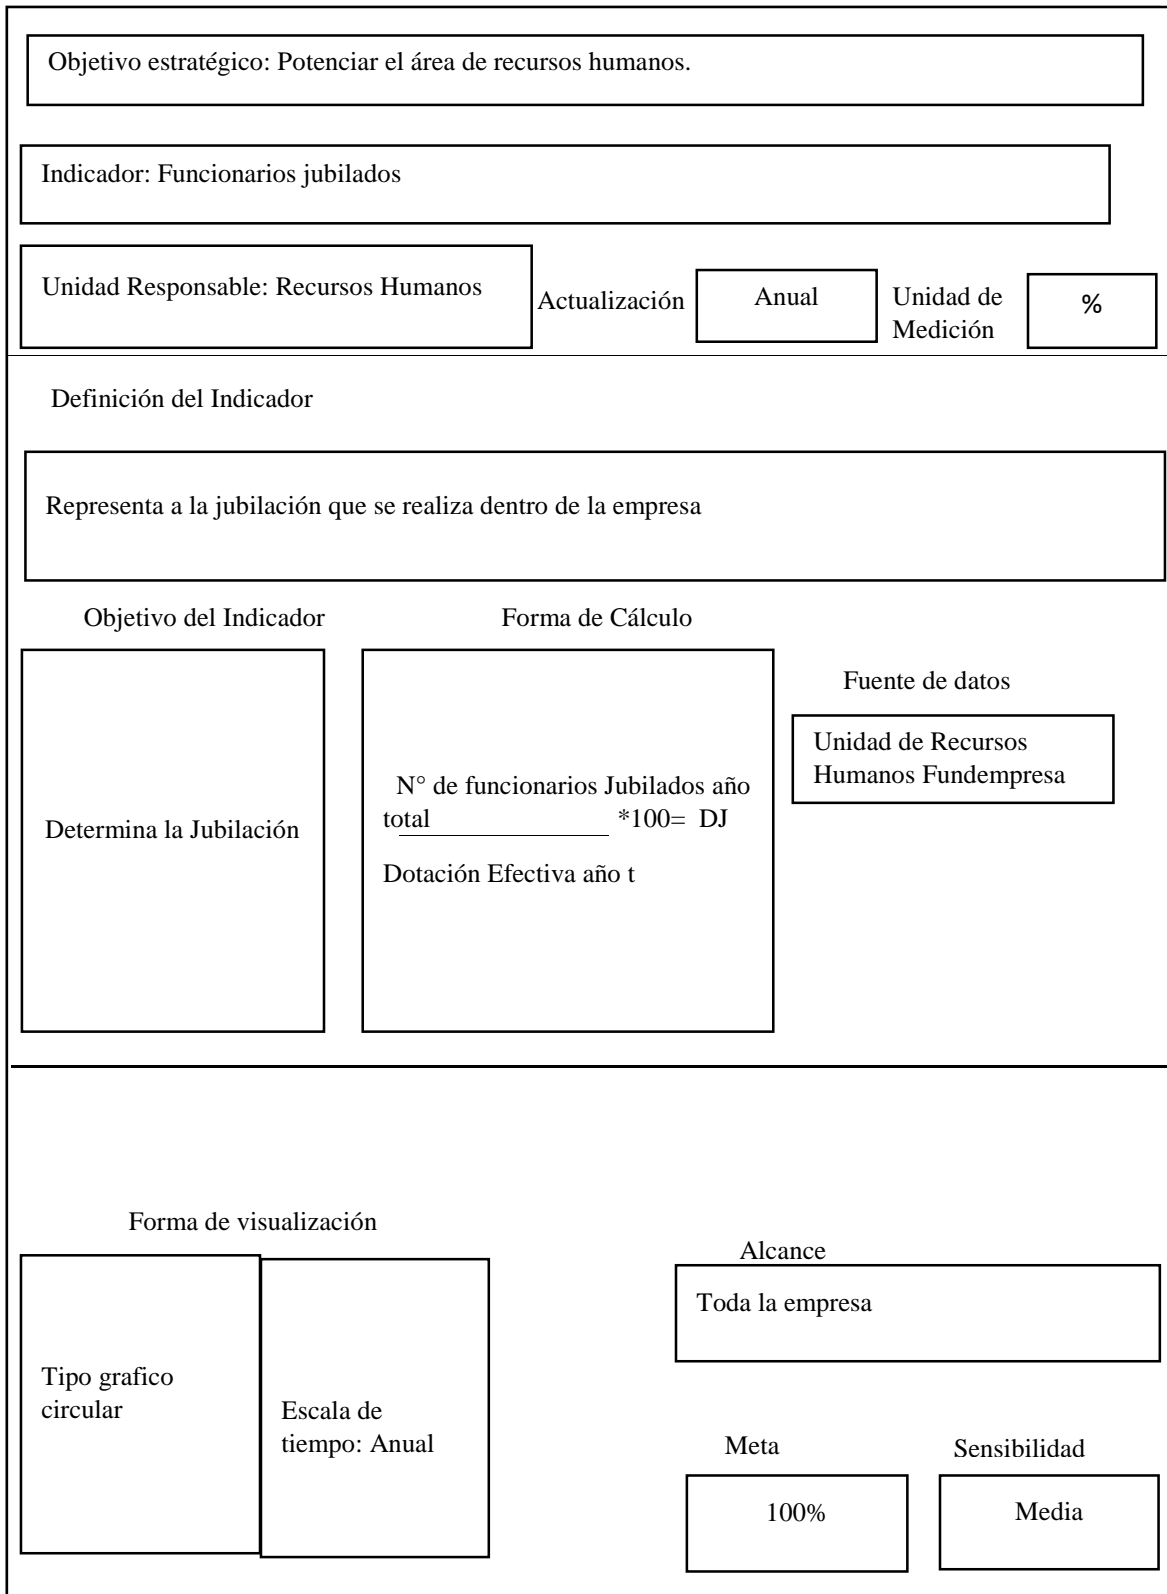 Objetivo estratégico: Potenciar el área de recursos humanos.
Indicador: Funcionarios jubilados
Unidad Responsable: Recursos Humanos
Actualización
Anual
Unidad de
Medición
%
Definición del Indicador
Representa a la jubilación que se realiza dentro de la empresa
Objetivo del Indicador
Determina la Jubilación
Forma de Cálculo
N° de funcionarios Jubilados año
total *100= DJ
Dotación Efectiva año t
Fuente de datos
Unidad de Recursos
Humanos Fundempresa
Forma de visualización
Tipo grafico
circular
Escala de
tiempo: Anual
Alcance
Toda la empresa
Meta
100%
Sensibilidad
Media